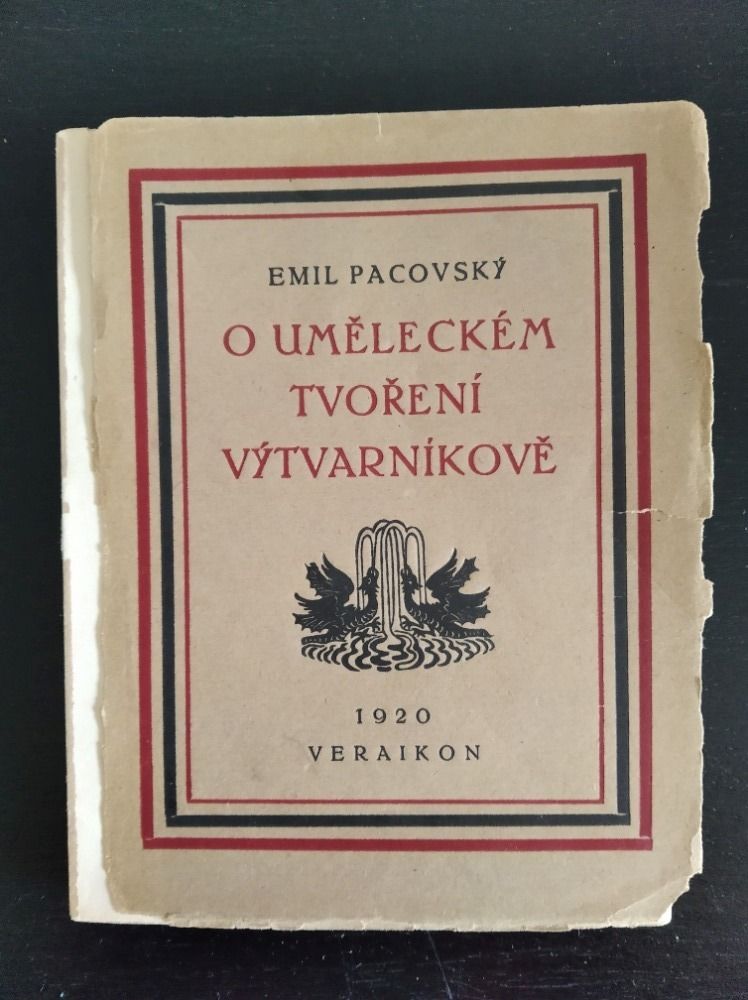 EMIL PACOVSKÝ
O UMĚLECKÉM
TVOŘENÍ
VÝTVARNÍKOVĚ
1920
VERAIKON